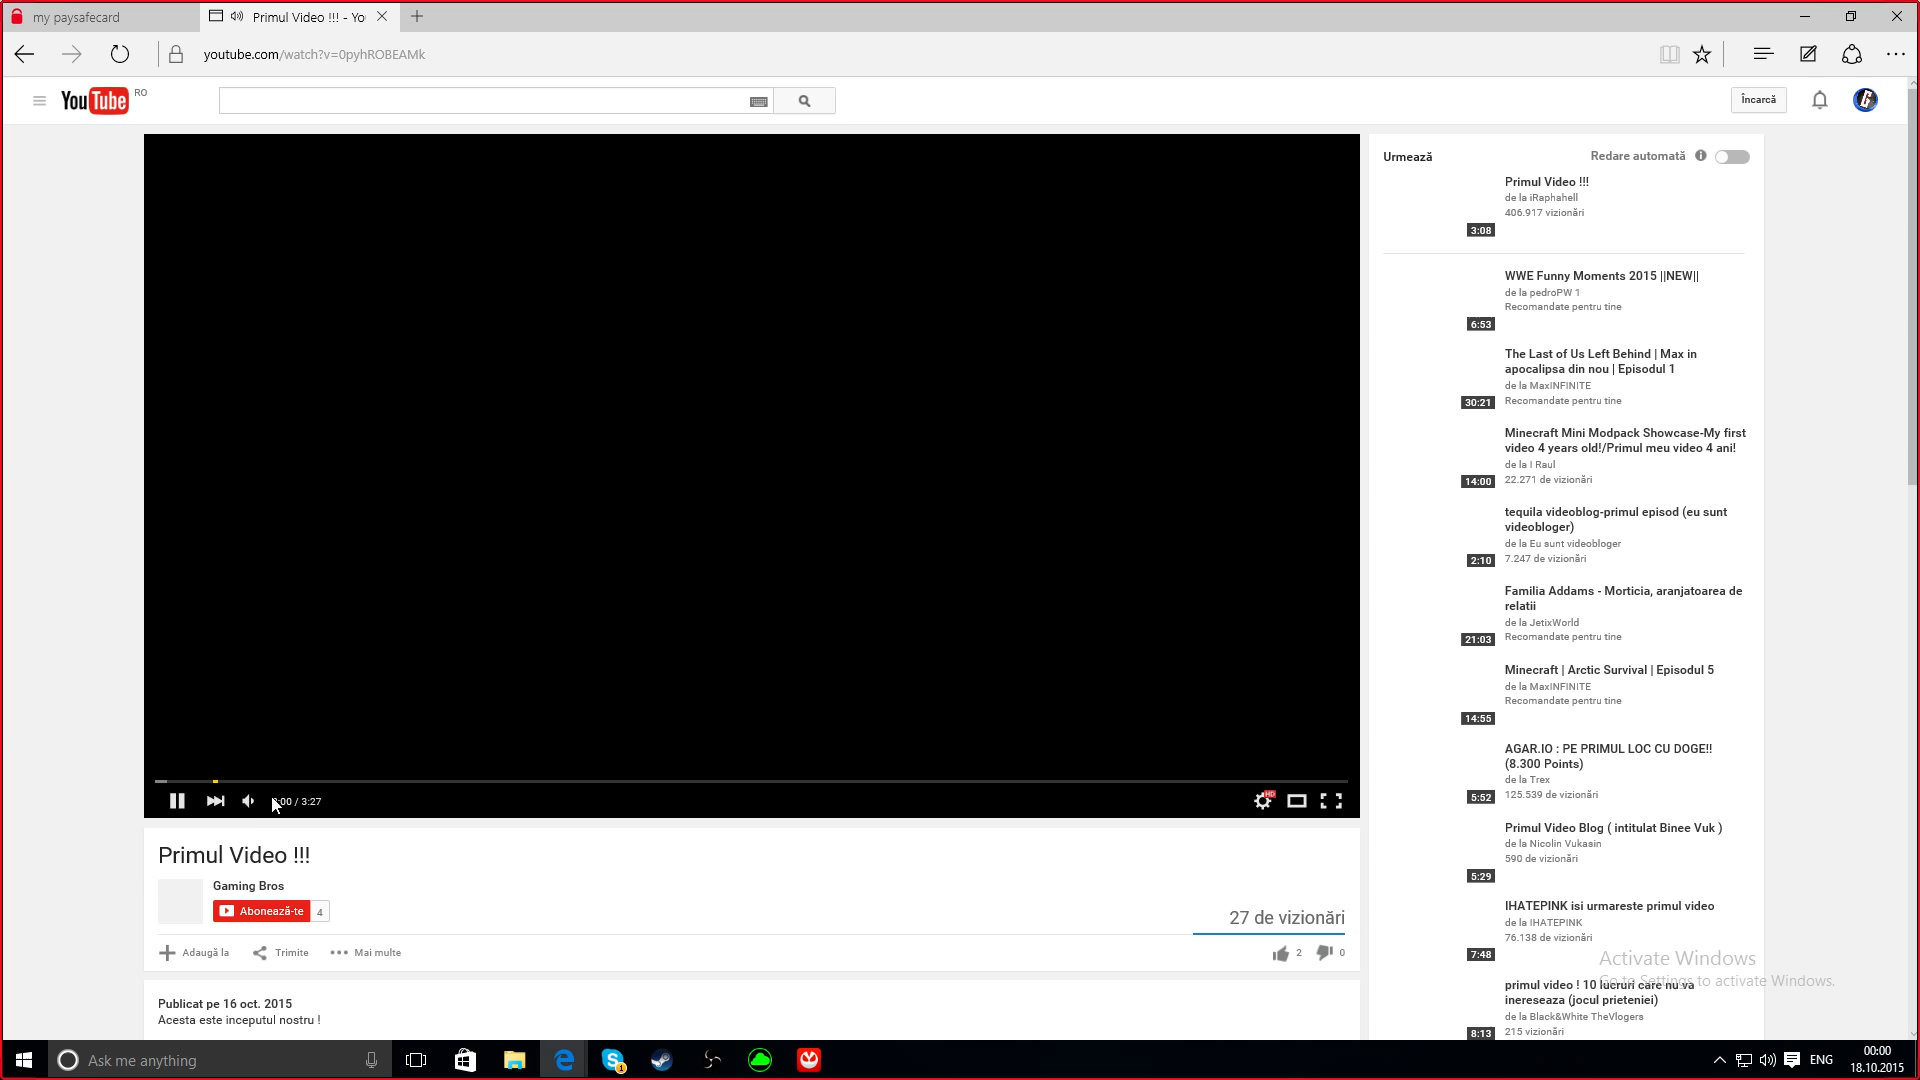 my paysafecard
Primul Video !!! - Yo
youtube.com/watch?v=0pyhROBEAMk
YouTube RO
Încarcă
Urmează
Redare automată
Primul Video !!!
de la iRaphahell
406.917 vizionări
3:08
WWE Funny Moments 2015 ||NEW||
de la pedroPW 1
Recomandate pentru tine
6:53
The Last of Us Left Behind | Max in
apocalipsa din nou | Episodul 1
de la MaxINFINITE
Recomandate pentru tine
30:21
Minecraft Mini Modpack Showcase-My first
video 4 years old!/Primul meu video 4 ani!
de la I Raul
22.271 de vizionări
14:00
tequila videoblog-primul episod (eu sunt
videobloger)
de la Eu sunt videobloger
7.247 de vizionări
2:10
Familia Addams - Morticia, aranjatoarea de
relatii
de la JetixWorld
Recomandate pentru tine
21:03
Minecraft | Arctic Survival | Episodul 5
de la MaxINFINITE
Recomandate pentru tine
14:55
AGAR.IO : PE PRIMUL LOC CU DOGE!!
(8.300 Points)
de la Trex
125.539 de vizionări
5:52
Primul Video Blog ( intitulat Binee Vuk )
de la Nicolin Vukasin
590 de vizionări
5:29
IHATEPINK isi urmareste primul video
de la IHATEPINK
76.138 de vizionări
7:48
primul video ! 10 lucruri care nu va
inereseaza (jocul prieteniei)
de la Black&White TheVlogers
215 vizionări
8:13
Activate Windows
Go to Settings to activate Windows.
:00 / 3:27
HD
Primul Video !!!
Gaming Bros
Abonează-te 4
27 de vizionări
Adaugă la
Trimite
Mai multe
2
0
Publicat pe 16 oct. 2015
Acesta este inceputul nostru !
Ask me anything
1
ENG
00:00
18.10.2015